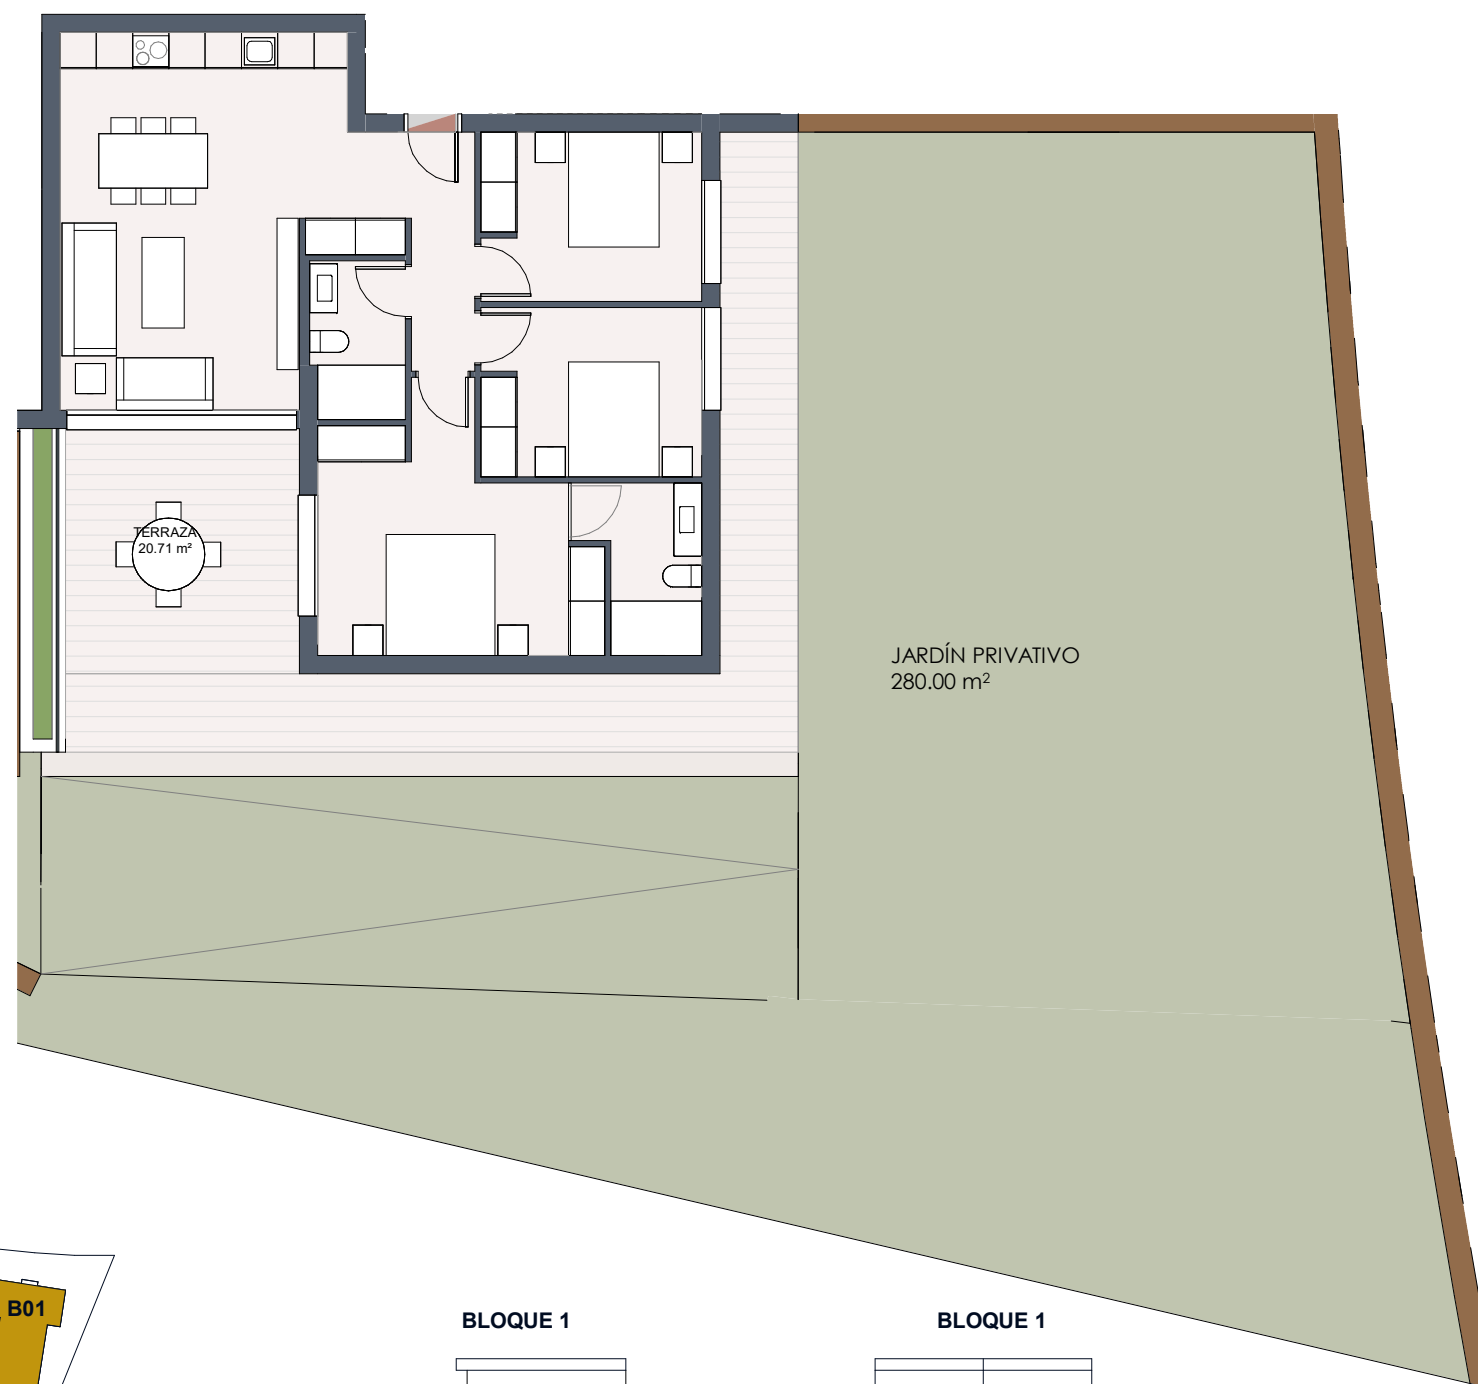 TERRAZA
20.71 m²
JARDÍN PRIVATIVO
280.00 m²
B01
BLOQUE 1
BLOQUE 1